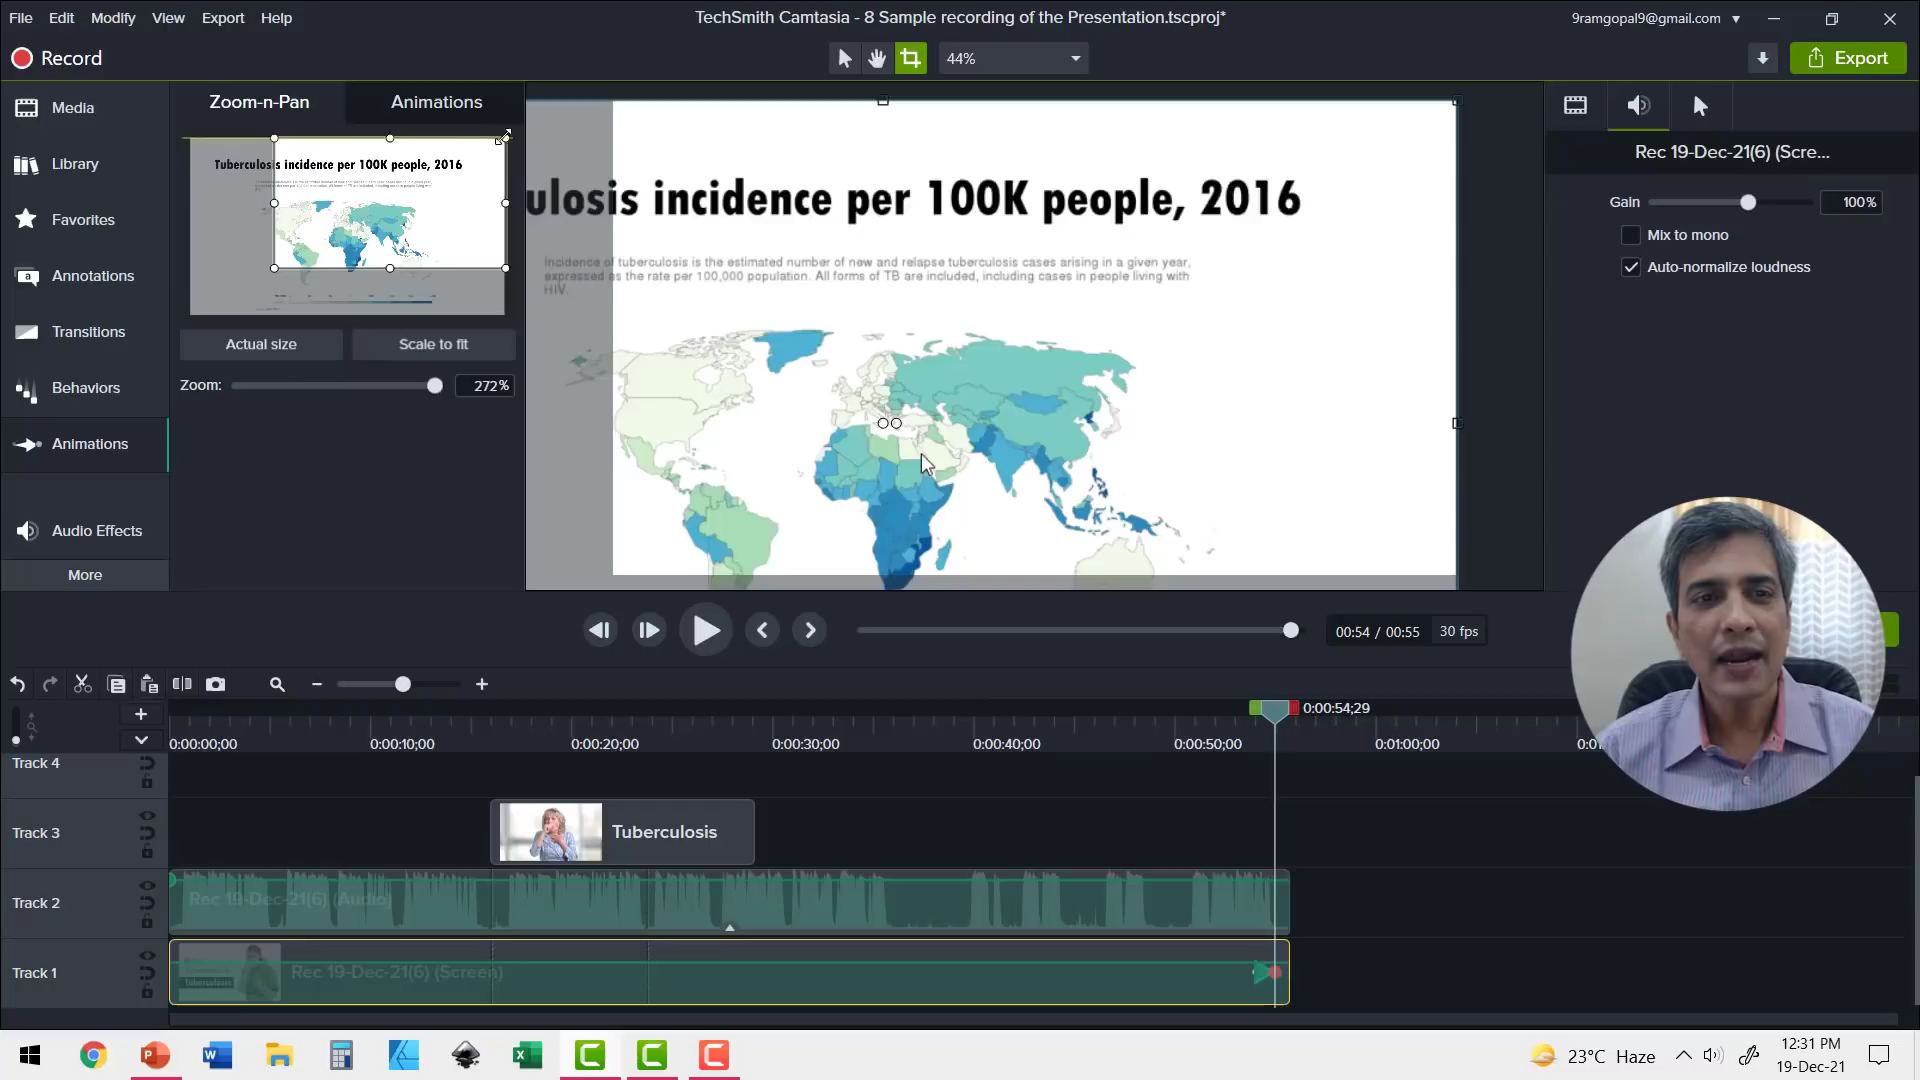 File Edit Modify View Export Help
TechSmith Camtasia - 8 Sample recording of the Presentation.tscproj*
9ramgopal9@gmail.com
Record
44%
Export
Media
Library
Favorites
Annotations
Transitions
Behaviors
Animations
Audio Effects
More
Zoom-n-Pan
Animations
Tuberculosis incidence per 100K people, 2016
Actual size
Scale to fit
Zoom:
272%
ulosis incidence per 100K people, 2016
Incidence of tuberculosis is the estimated number of new and relapse tuberculosis cases arising in a given year,
expressed as the rate per 100,000 population. All forms of TB are included, including cases in people living with
HIV.
Rec 19-Dec-21(6) (Scre...
Gain
100%
Mix to mono
Auto-normalize loudness
00:54 / 00:55
30 fps
0:00:54;29
0:00:00;00
0:00:10;00
0:00:20;00
0:00:30;00
0:00:40;00
0:00:50;00
0:01:00;00
Track 4
Track 3
Tuberculosis
Track 2
Rec 19-Dec-21(6) (Audio)
Track 1
Tuberculosis
Rec 19-Dec-21(6) (Screen)
23°C Haze
12:31 PM
19-Dec-21